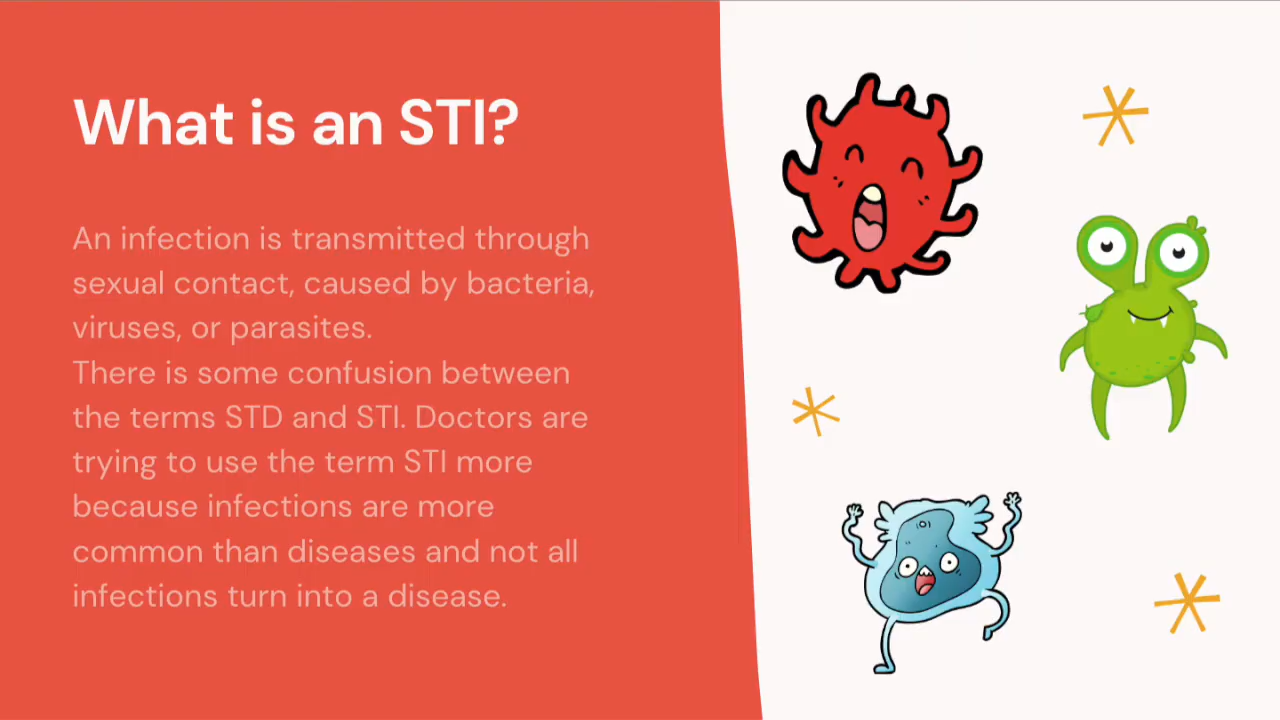 What is an STI?
An infection is transmitted through
sexual contact, caused by bacteria,
viruses, or parasites.
There is some confusion between
the terms STD and STI. Doctors are
trying to use the term STI more
because infections are more
common than diseases and not all
infections turn into a disease.